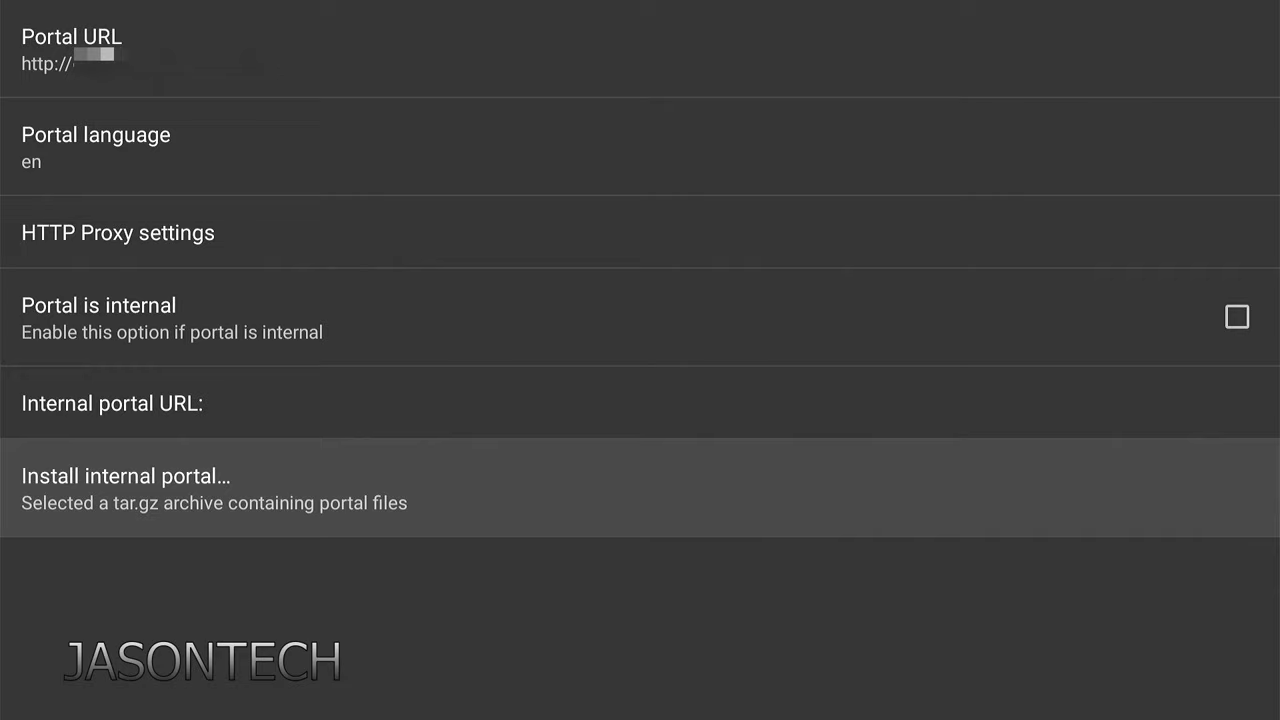 Portal URL
http://
Portal language
en
HTTP Proxy settings
Portal is internal
Enable this option if portal is internal
Internal portal URL:
Install internal portal...
Selected a tar.gz archive containing portal files
JASONTECH